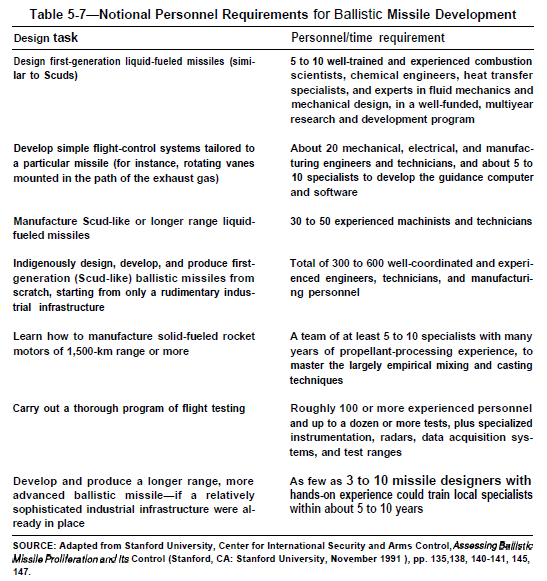 Table 5-7—Notional Personnel Requirements for Ballistic Missile Development
Design task
Personnel/time requirement
Design first-generation liquid-fueled missiles (simi-
lar to Scuds)
5 to 10 well-trained and experienced combustion
scientists, chemical engineers, heat transfer
specialists, and experts in fluid mechanics and
mechanical design, in a well-funded, multiyear
research and development program
Develop simple flight-control systems tailored to
a particular missile (for instance, rotating vanes
mounted in the path of the exhaust gas)
About 20 mechanical, electrical, and manufac-
turing engineers and technicians, and about 5 to
10 specialists to develop the guidance computer
and software
Manufacture Scud-like or longer range liquid-
fueled missiles
30 to 50 experienced machinists and technicians
Indigenously design, develop, and produce first-
generation (Scud-like) ballistic missiles from
scratch, starting from only a rudimentary indus-
trial infrastructure
Total of 300 to 600 well-coordinated and experi-
enced engineers, technicians, and manufacturi-
ng personnel
Learn how to manufacture solid-fueled rocket
motors of 1,500-km range or more
A team of at least 5 to 10 specialists with many
years of propellant-processing experience, to
master the largely empirical mixing and casting
techniques
Carry out a thorough program of flight testing
Roughly 100 or more experienced personnel
and up to a dozen or more tests, plus specialized
instrumentation, radars, data acquisition sys-
tems, and test ranges
Develop and produce a longer range, more
advanced ballistic missile—if a relatively
sophisticated industrial infrastructure were al-
ready in place
As few as 3 to 10 missile designers with
hands-on experience could train local specialists
within about 5 to 10 years
SOURCE: Adapted from Stanford University, Center for International Security and Arms Control, Assessing Ballistic
Missile Proliferation and Its Control (Stanford, CA: Stanford University, November 1991 ), pp. 135,138, 140-141, 145,
147.